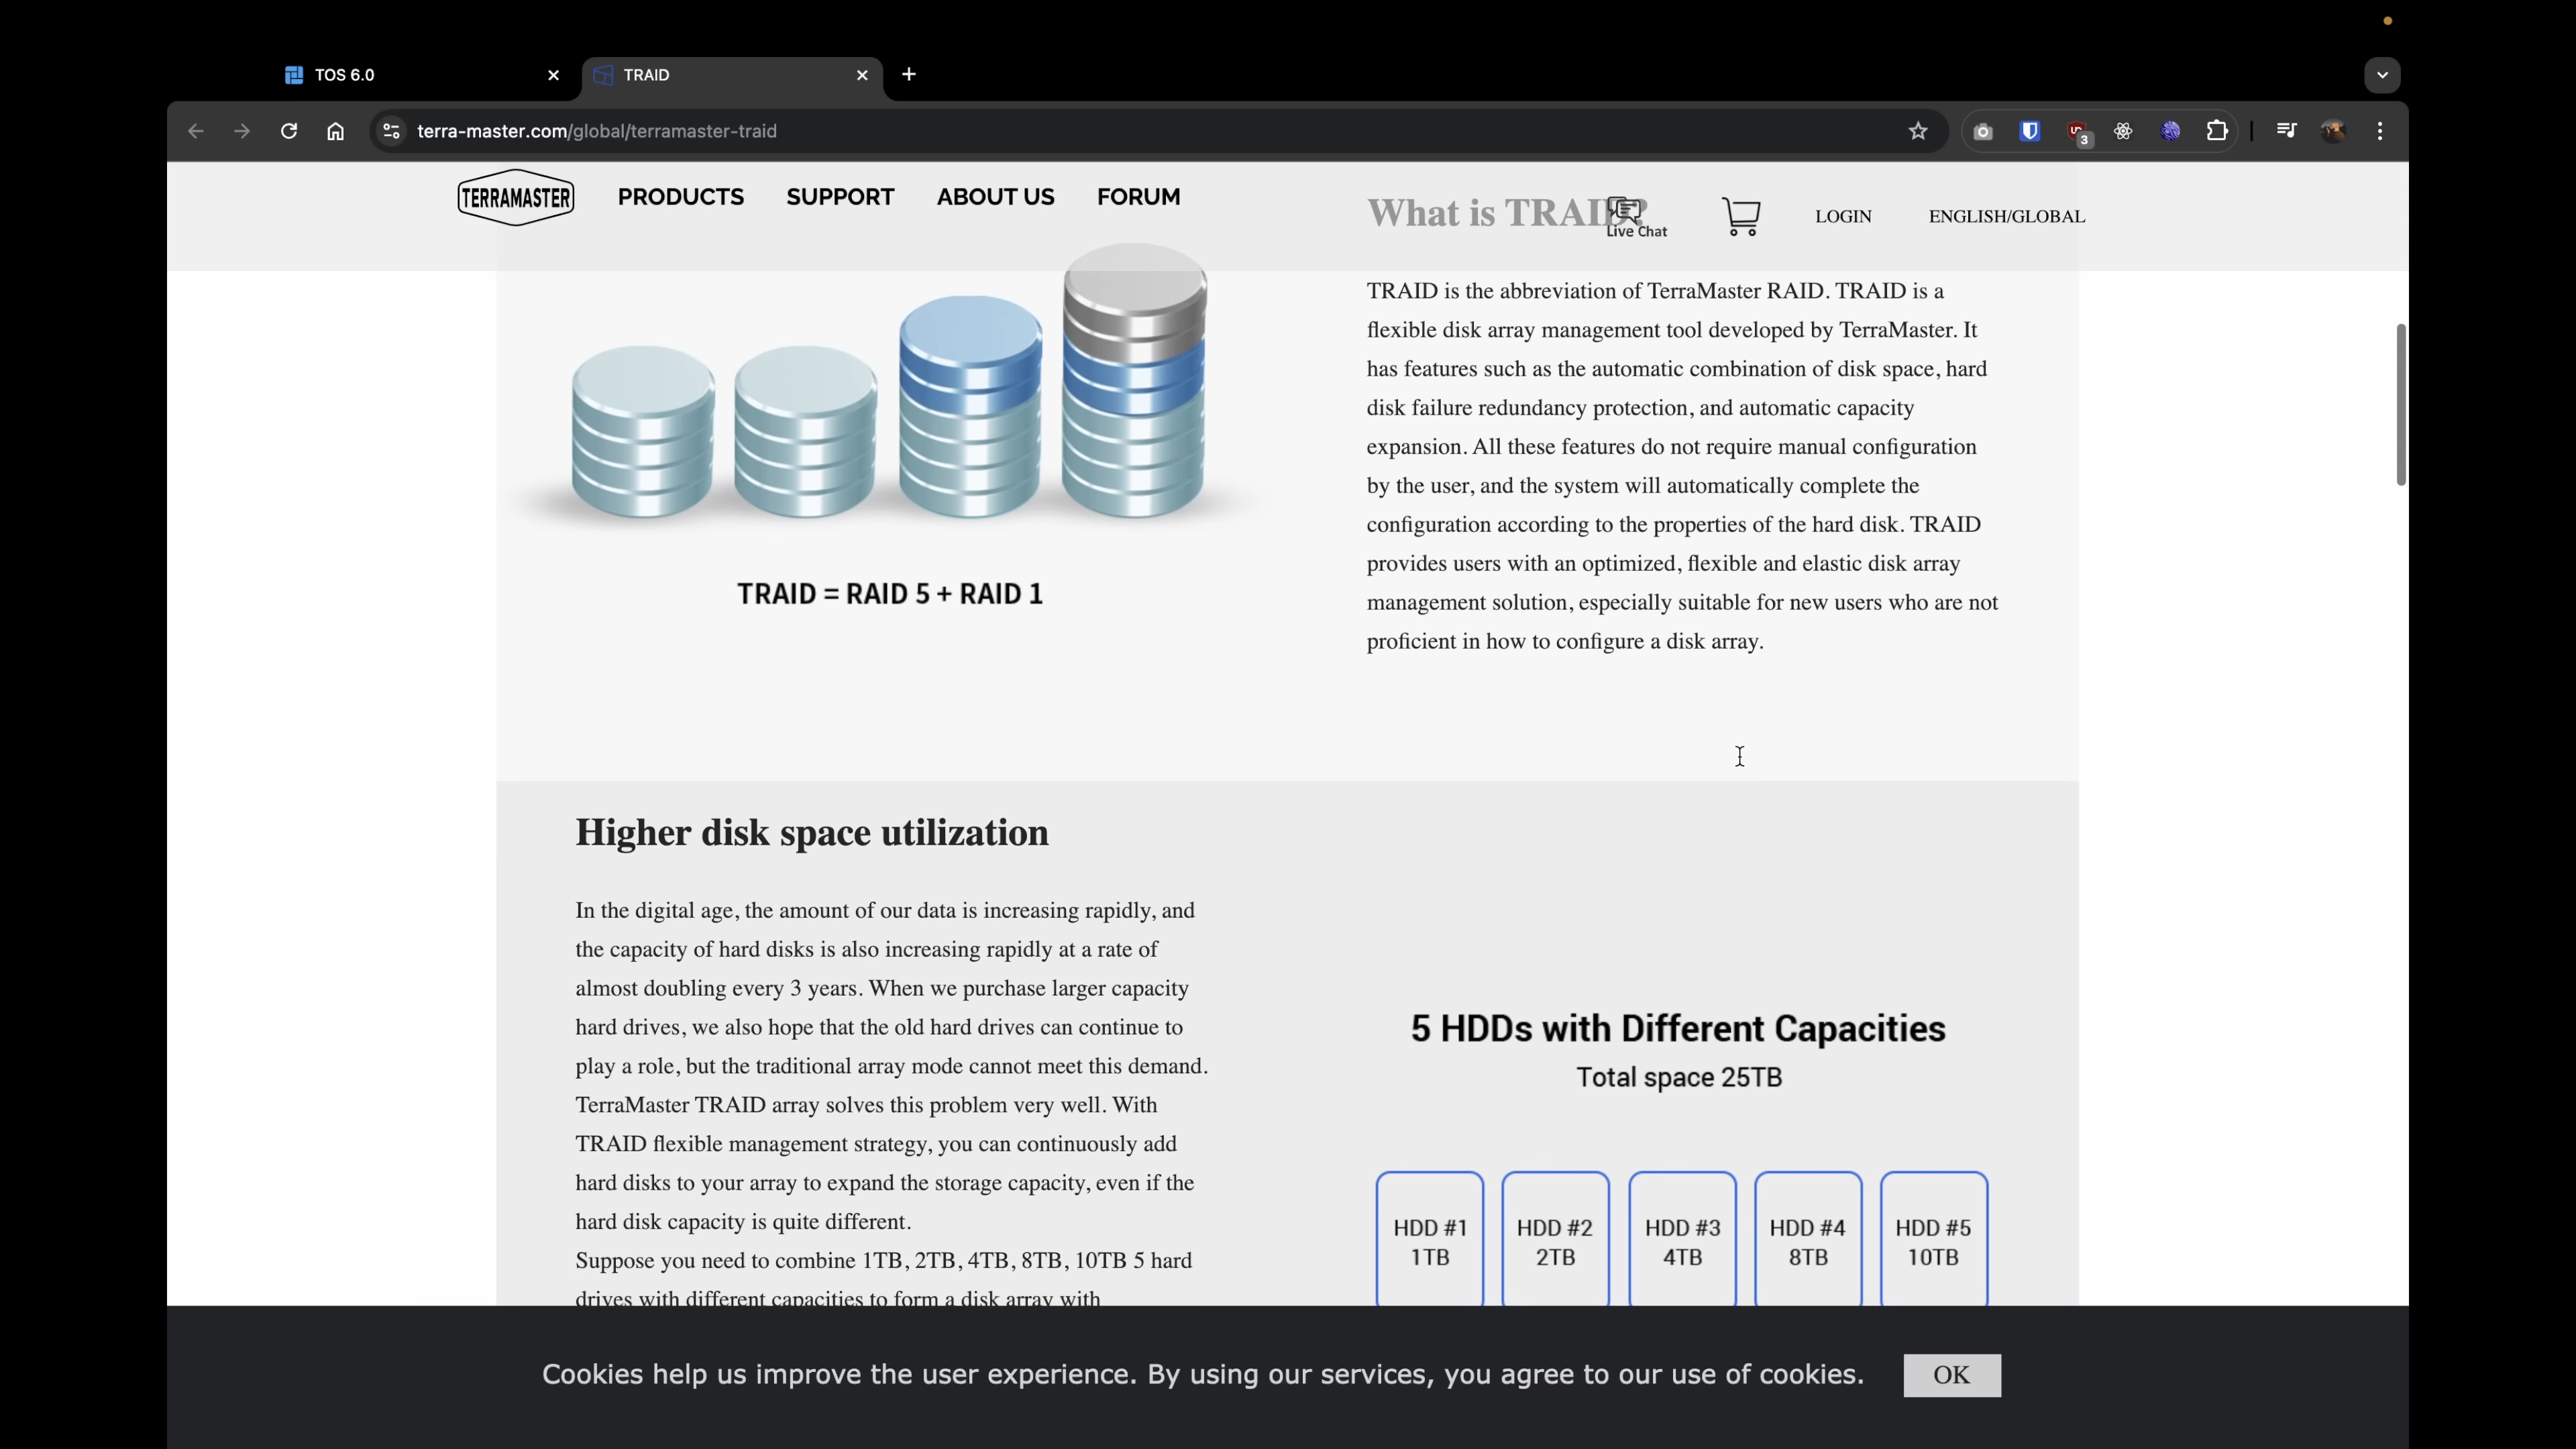 TOS 6.0
TRAID
terra-master.com/global/terramaster-traid
3
TERRAMASTER
PRODUCTS
SUPPORT
ABOUT US
FORUM
What is TRAID?
Live Chat
LOGIN
ENGLISH/GLOBAL
TRAID = RAID 5 + RAID 1
TRAID is the abbreviation of TerraMaster RAID. TRAID is a
flexible disk array management tool developed by TerraMaster. It
has features such as the automatic combination of disk space, hard
disk failure redundancy protection, and automatic capacity
expansion. All these features do not require manual configuration
by the user, and the system will automatically complete the
configuration according to the properties of the hard disk. TRAID
provides users with an optimized, flexible and elastic disk array
management solution, especially suitable for new users who are not
proficient in how to configure a disk array.
Higher disk space utilization
In the digital age, the amount of our data is increasing rapidly, and
the capacity of hard disks is also increasing rapidly at a rate of
almost doubling every 3 years. When we purchase larger capacity
hard drives, we also hope that the old hard drives can continue to
play a role, but the traditional array mode cannot meet this demand.
TerraMaster TRAID array solves this problem very well. With
TRAID flexible management strategy, you can continuously add
hard disks to your array to expand the storage capacity, even if the
hard disk capacity is quite different.
Suppose you need to combine 1TB, 2TB, 4TB, 8TB, 10TB 5 hard
drives with different capacities to form a disk array with
5 HDDs with Different Capacities
Total space 25TB
HDD #1
1TB
HDD #2
2TB
HDD #3
4TB
HDD #4
8TB
HDD #5
10TB
Cookies help us improve the user experience. By using our services, you agree to our use of cookies.
OK